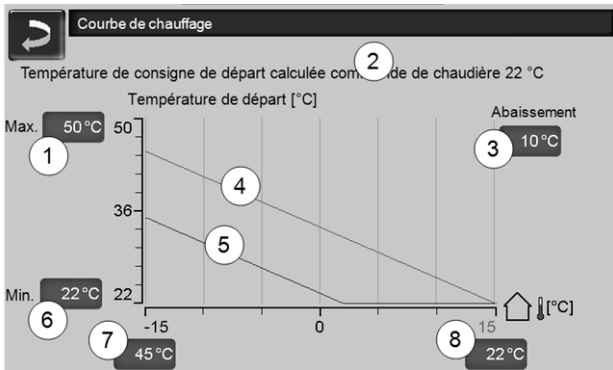 Courbe de chauffage
2
Température de consigne de départ calculée com de de chaudière 22 °C
Température de départ [°C]
Abaissement
Max. 50 °C
50
10 °C
1
3
4
36
5
Min. 22 °C
22
[°C]
6
-15
0
15
7
8
45 °C
22 °C